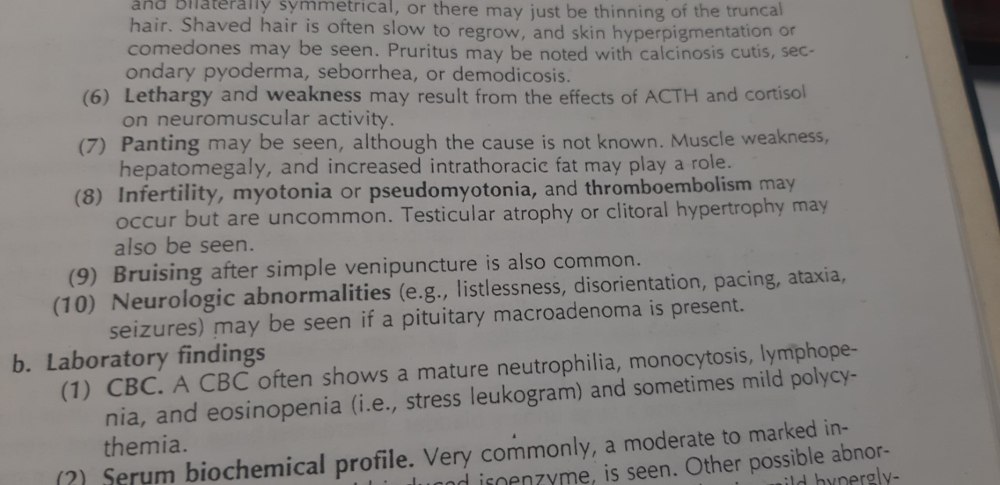 and bilaterally symmetrical, or there may just be thinning of the truncal
hair. Shaved hair is often slow to regrow, and skin hyperpigmentation or
comedones may be seen. Pruritus may be noted with calcinosis cutis, sec-
ondary pyoderma, seborrhea, or demodicosis.
(6) Lethargy and weakness may result from the effects of ACTH and cortisol
on neuromuscular activity.
(7) Panting may be seen, although the cause is not known. Muscle weakness,
hepatomegaly, and increased intrathoracic fat may play a role.
(8) Infertility, myotonia or pseudomyotonia, and thromboembolism may
occur but are uncommon. Testicular atrophy or clitoral hypertrophy may
also be seen.
(9) Bruising after simple venipuncture is also common.
(10) Neurologic abnormalities (e.g., listlessness, disorientation, pacing, ataxia,
seizures) may be seen if a pituitary macroadenoma is present.
b. Laboratory findings
(1) CBC. A CBC often shows a mature neutrophilia, monocytosis, lymphope-
nia, and eosinopenia (i.e., stress leukogram) and sometimes mild polycy-
themia.
(2) Serum biochemical profile. Very commonly, a moderate to marked in-
isoenzyme, is seen. Other possible abnor-
mild hypergly-